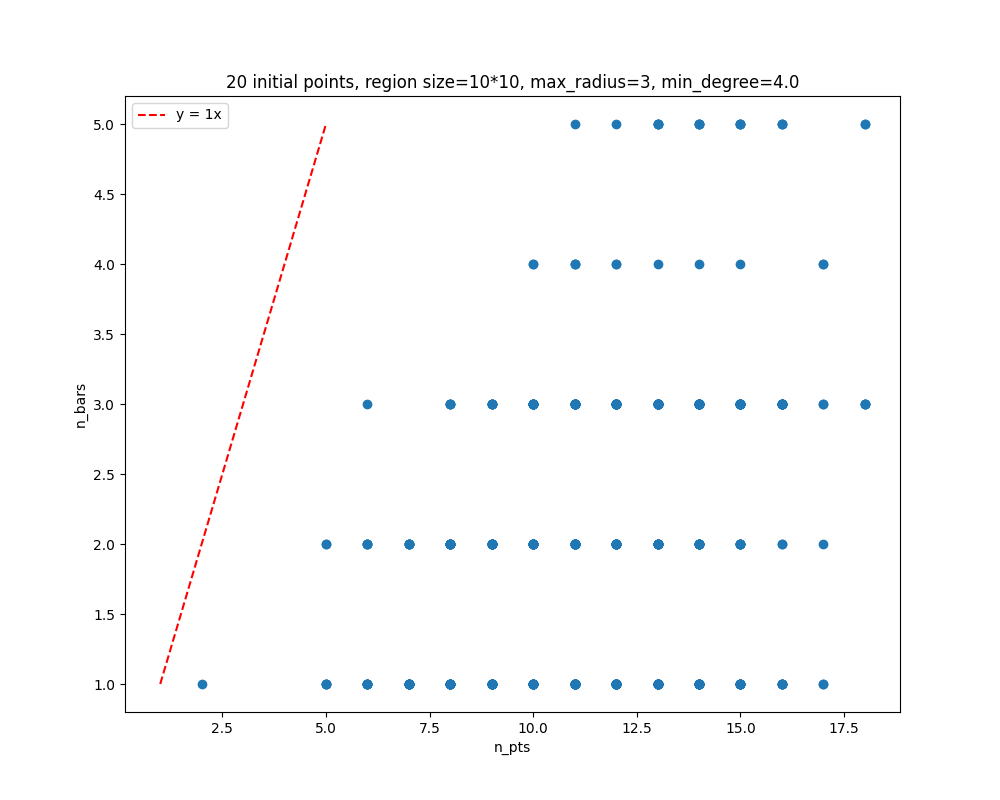 20 initial points, region size=10*10, max_radius=3, min_degree=4.0
y = 1x
5.0
4.5
4.0
3.5
3.0
2.5
2.0
1.5
1.0
n_bars
2.5 5.0 7.5 10.0 12.5 15.0 17.5
n_pts